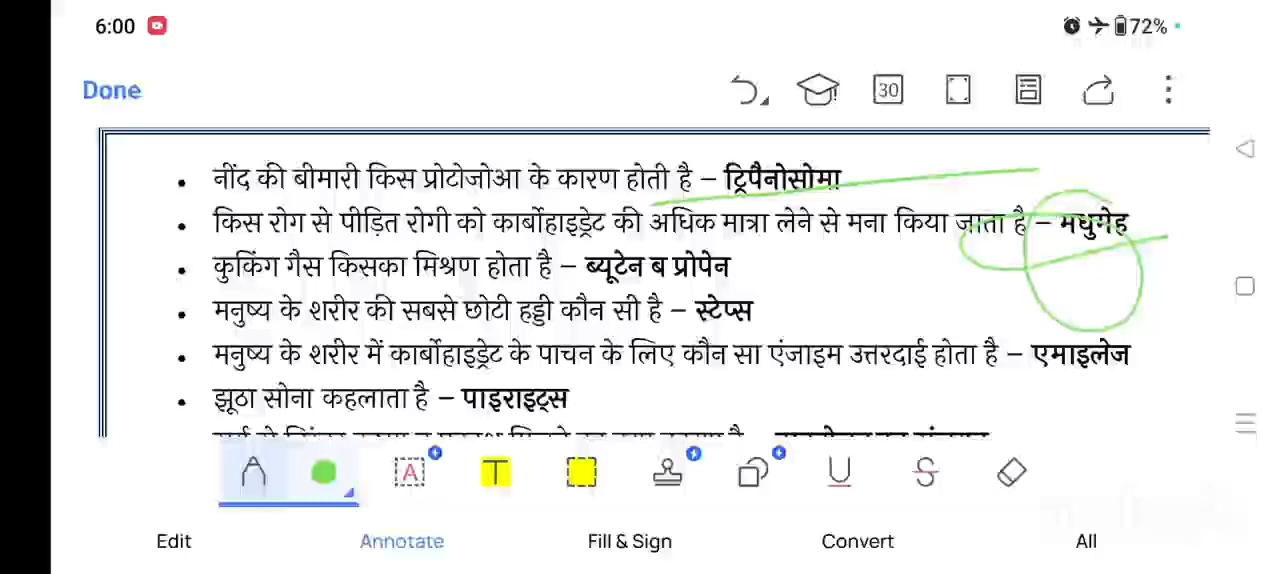 6:00
72%
Done
30
नींद की बीमारी किस प्रोटोजोआ के कारण होती है – ट्रिपैनोसोमा
किस रोग से पीड़ित रोगी को कार्बोहाइड्रेट की अधिक मात्रा लेने से मना किया जाता है – मधुमेह
कुकिंग गैस किसका मिश्रण होता है – ब्यूटेन ब प्रोपेन
मनुष्य के शरीर की सबसे छोटी हड्डी कौन सी है – स्टेप्स
मनुष्य के शरीर में कार्बोहाइड्रेट के पाचन के लिए कौन सा एंजाइम उत्तरदाई होता है – एमाइलेज
झूठा सोना कहलाता है – पाइराइट्स
A T U S
Edit Annotate Fill & Sign Convert All